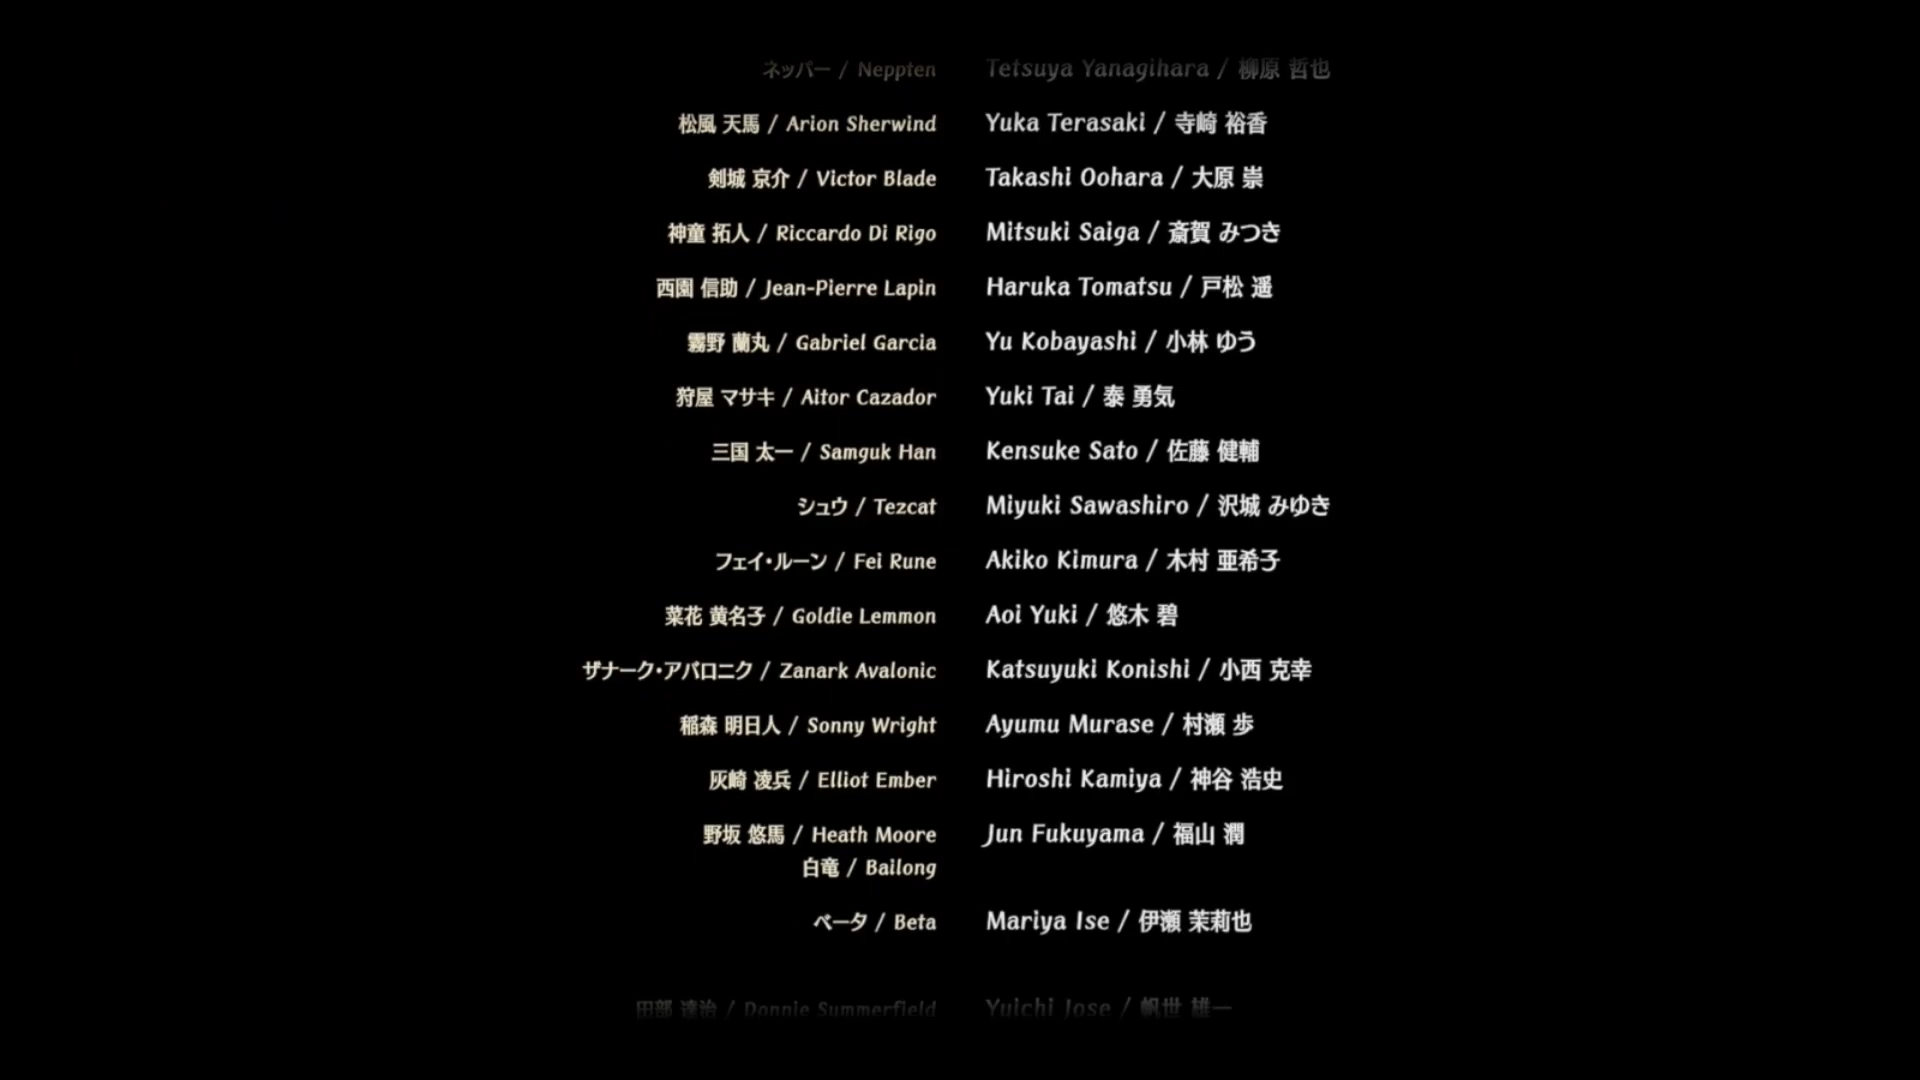 ネッパー / Neppten Tetsuya Yanagihara / 柳原 哲也
松風 天馬 / Arion Sherwind Yuka Terasaki / 寺崎 裕香
剣城 京介 / Victor Blade Takashi Oohara / 大原 崇
神童 拓人 / Riccardo Di Rigo Mitsuki Saiga / 斎賀 みつき
西園 信助 / Jean-Pierre Lapin Haruka Tomatsu / 戸松 遥
霧野 蘭丸 / Gabriel Garcia Yu Kobayashi / 小林 ゆう
狩屋 マサキ / Aitor Cazador Yuki Tai / 泰 勇気
三国 太一 / Samguk Han Kensuke Sato / 佐藤 健輔
シュウ / Tezcat Miyuki Sawashiro / 沢城 みゆき
フェイ・ルーン / Fei Rune Akiko Kimura / 木村 亜希子
菜花 黄名子 / Goldie Lemmon Aoi Yuki / 悠木 碧
ザナーク・アバロニク / Zanark Avalonic Katsuyuki Konishi / 小西 克幸
稲森 明日人 / Sonny Wright Ayumu Murase / 村瀬 歩
灰崎 凌兵 / Elliot Ember Hiroshi Kamiya / 神谷 浩史
野坂 悠馬 / Heath Moore Jun Fukuyama / 福山 潤
白竜 / Bailong
ベータ / Beta Mariya Ise / 伊瀬 茉莉也
田部 達治 / Donnie Summerfield Yuichi Jose / 帆世 雄一